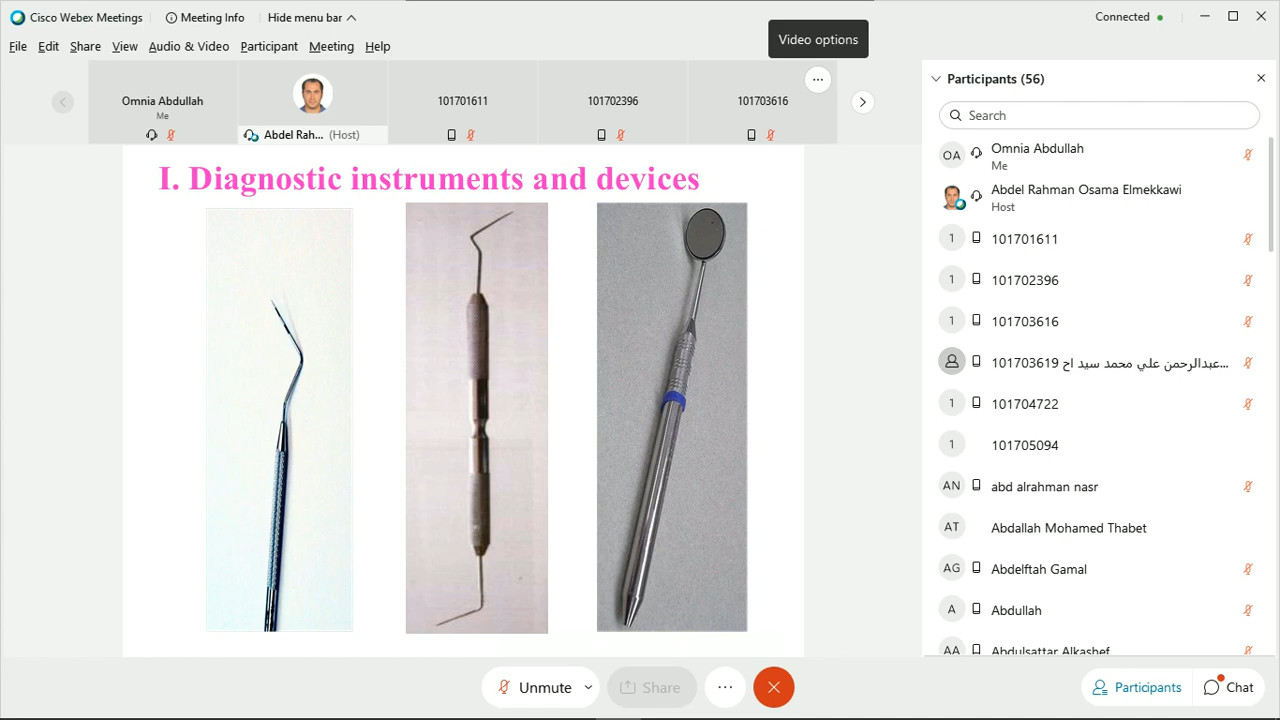 Cisco Webex Meetings
Meeting Info
Hide menu bar
Connected
File Edit Share View Audio & Video Participant Meeting Help
Video options
Omnia Abdullah
Me
Abdel Rah... (Host)
101701611
102702396
101703616
I. Diagnostic instruments and devices
Participants (56)
Search
OA Omnia Abdullah
Me
Abdel Rahman Osama Elmekkawi
Host
1 101701611
1 101702396
1 101703616
101703619 عبدالرحمن علي محمد سيد اح...
1 101704722
1 101705094
AN abd alrahman nasr
AT Abdallah Mohamed Thabet
AG Abdelftah Gamal
A Abdullah
AA Abdulsattar Alkashef
Unmute
Share
Participants
Chat